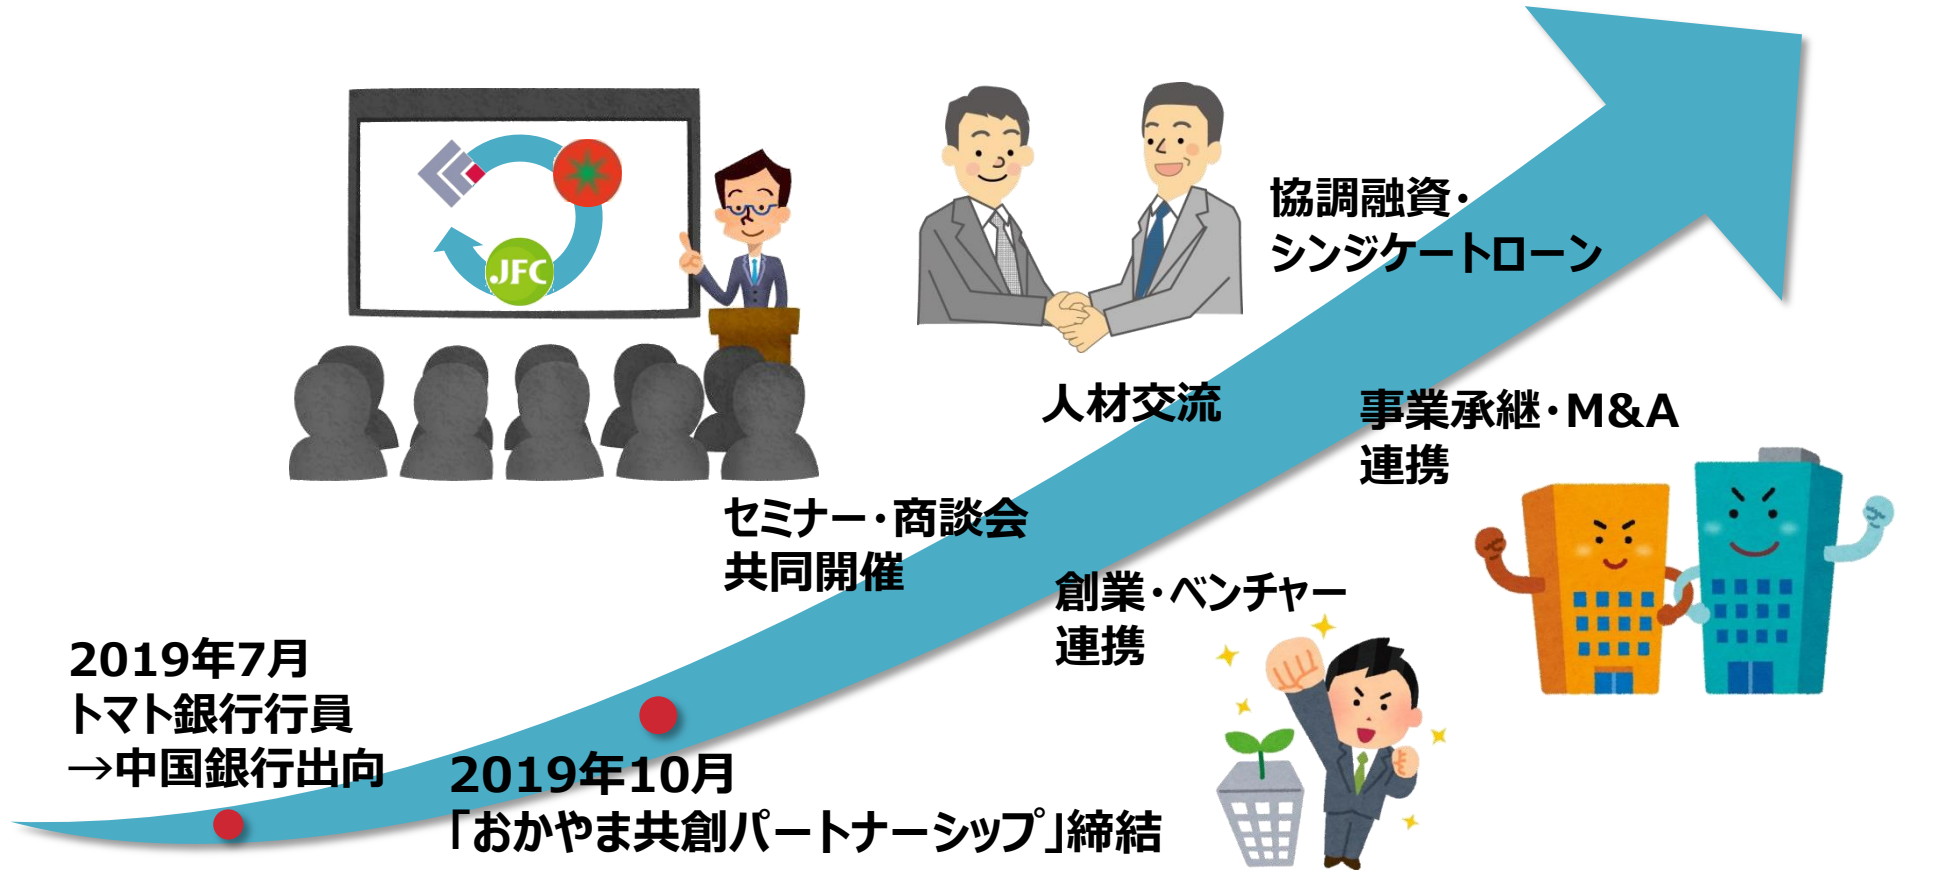 JFC
協調融資・
シンジケートローン
人材交流
事業承継・M&A
連携
セミナー・商談会
共同開催
創業・ベンチャー
連携
2019年7月
トマト銀行行員
→中国銀行出向
2019年10月
「おかやま共創パートナーシップ」締結